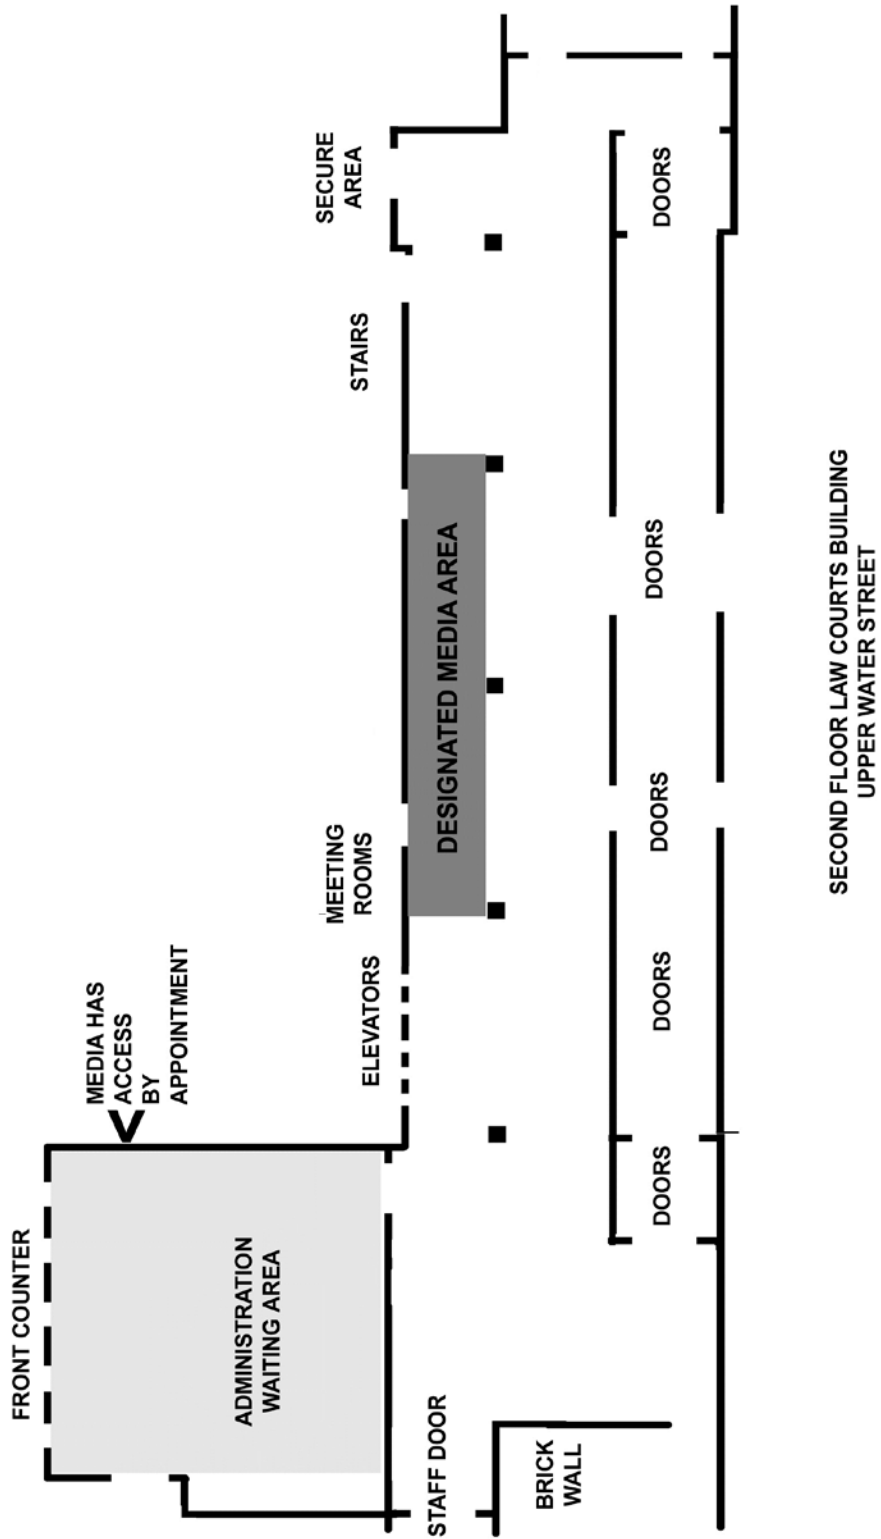 FRONT COUNTER
MEDIA HAS
ACCESS
BY
APPOINTMENT
ADMINISTRATION
WAITING AREA
STAFF DOOR
BRICK
WALL
ELEVATORS
MEETING
ROOMS
DESIGNATED MEDIA AREA
STAIRS
SECURE
AREA
DOORS
DOORS
DOORS
DOORS
DOORS
SECOND FLOOR LAW COURTS BUILDING
UPPER WATER STREET